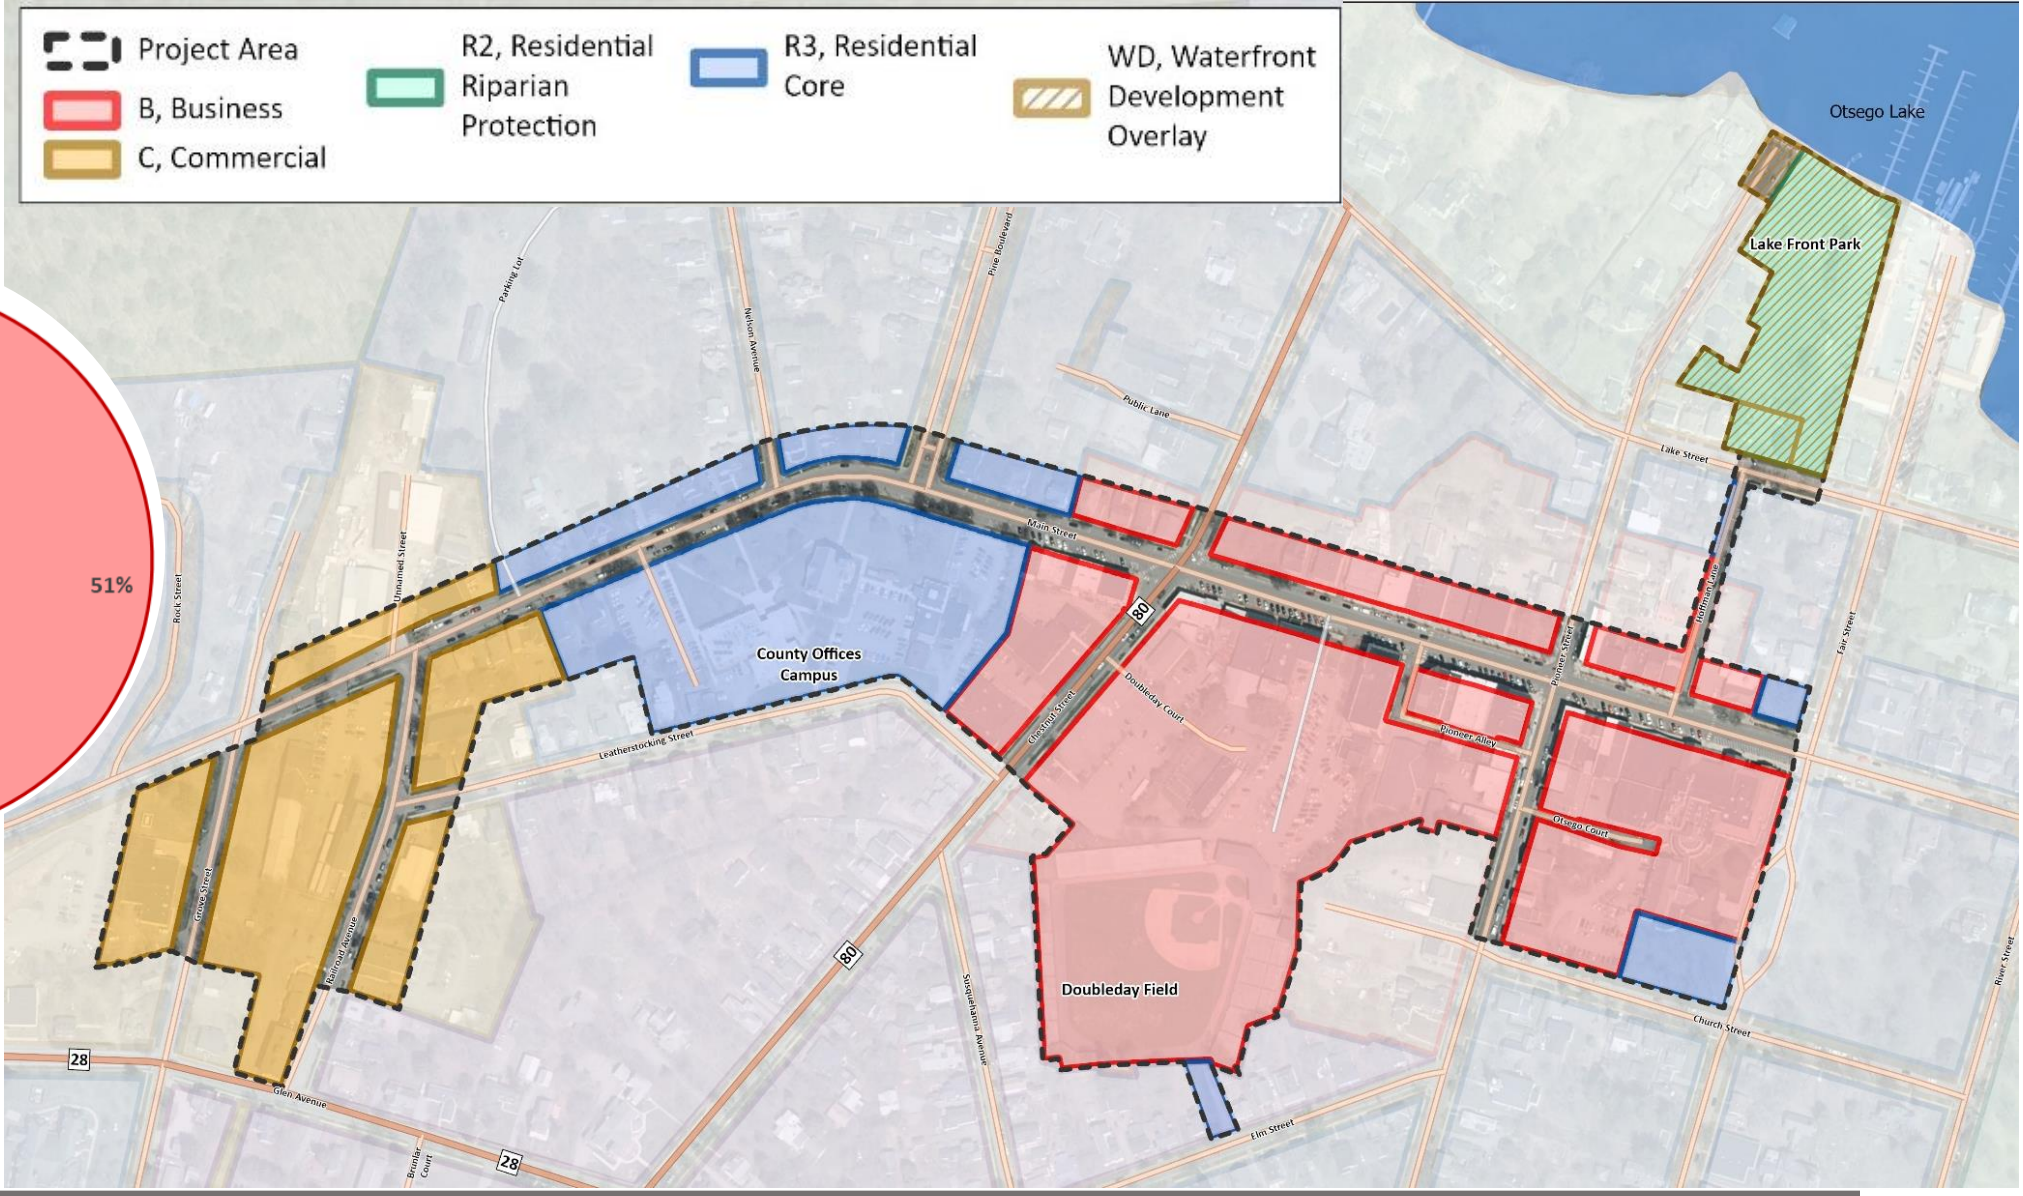 Project Area
B, Business
C, Commercial
R2, Residential
Riparian
Protection
R3, Residential
Core
WD, Waterfront
Development
Overlay
Otsego Lake
Lake Front Park
Parking Lot
Nelson Avenue
Pine Boulevard
Public Lane
Lake Street
Main Street
Unnamed Street
Rock Street
51%
80
Hoffman Lane
Fair Street
Pioneer Street
County Offices
Campus
Doubleday Court
Chestnut Street
Leatherstocking Street
Pioneer Alley
Otsego Court
Grove Street
Railroad Avenue
80
Susquehanna Avenue
Doubleday Field
River Street
Church Street
28
Glen Avenue
Elm Street
Brunlar
Court
28